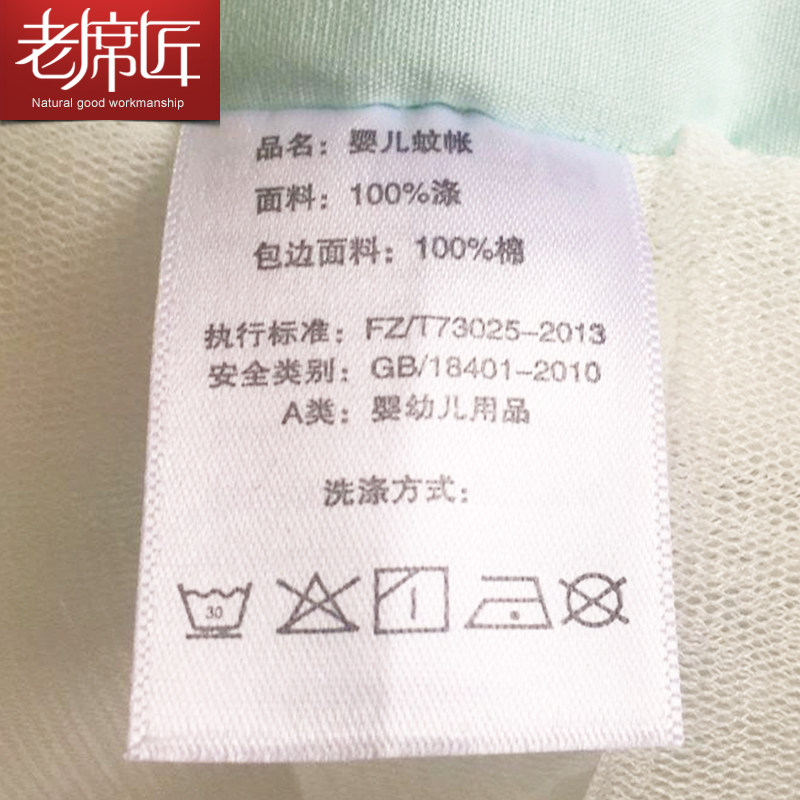 老席匠
Natural good workmanship
品名：婴儿蚊帐
面料：100%涤
包边面料：100%棉
执行标准：FZ/T73025-2013
安全类别：GB/18401-2010
A类：婴幼儿用品
洗涤方式：
30